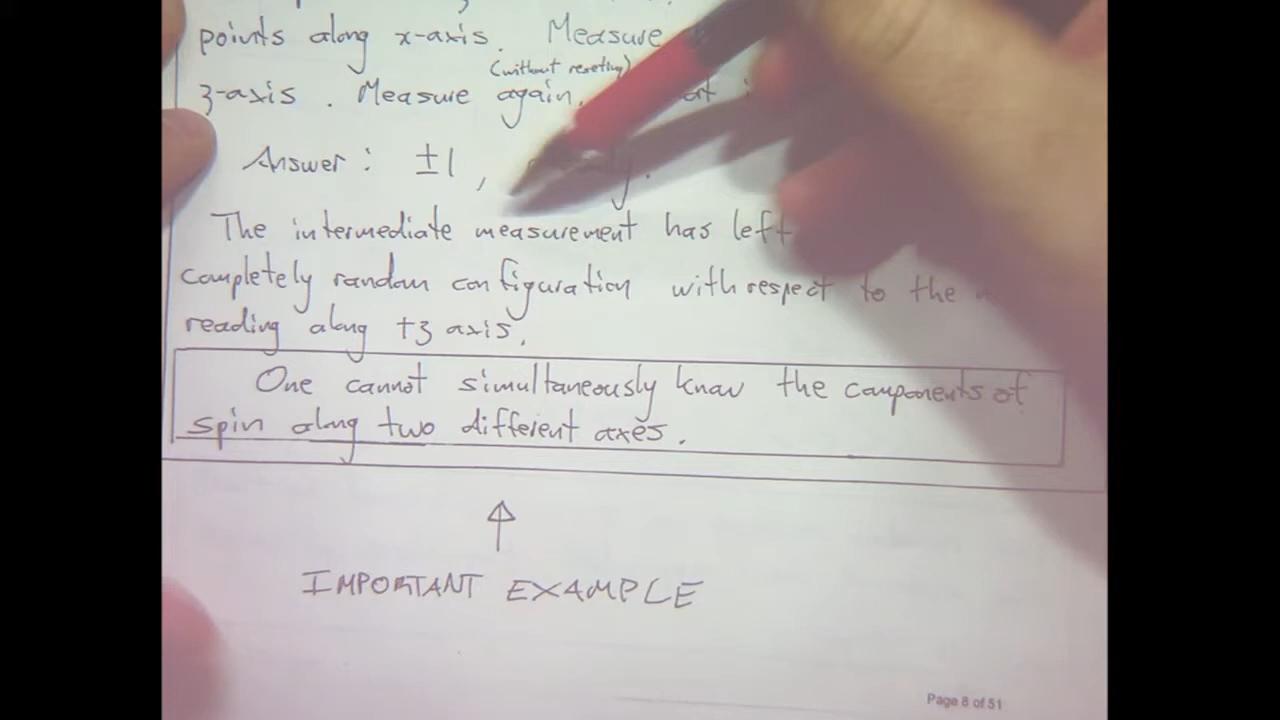 points along x-axis. Measure
(without reseting)
z-axis. Measure again.
Answer: ±1,
The intermediate measurement has left
completely random configuration with respect to the
reading along +z axis.
One cannot simultaneously know the components of
spin along two different axes.
IMPORTANT EXAMPLE
Page 8 of 51